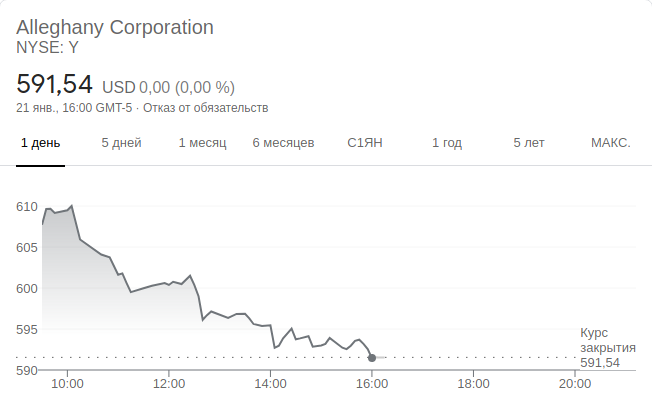 Alleghany Corporation
NYSE: Y
591,54 USD 0,00 (0,00 %)
21 янв., 16:00 GMT-5 · Отказ от обязательств
1 день 5 дней 1 месяц 6 месяцев С1ЯН 1 год 5 лет МАКС.
610
605
600
595
590
Курс
закрытия
591,54
10:00 12:00 14:00 16:00 18:00 20:00